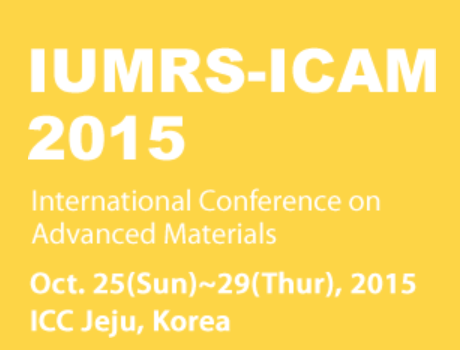 IUMRS-ICAM
2015
International Conference on
Advanced Materials
Oct. 25(Sun)~29(Thur), 2015
ICC Jeju, Korea